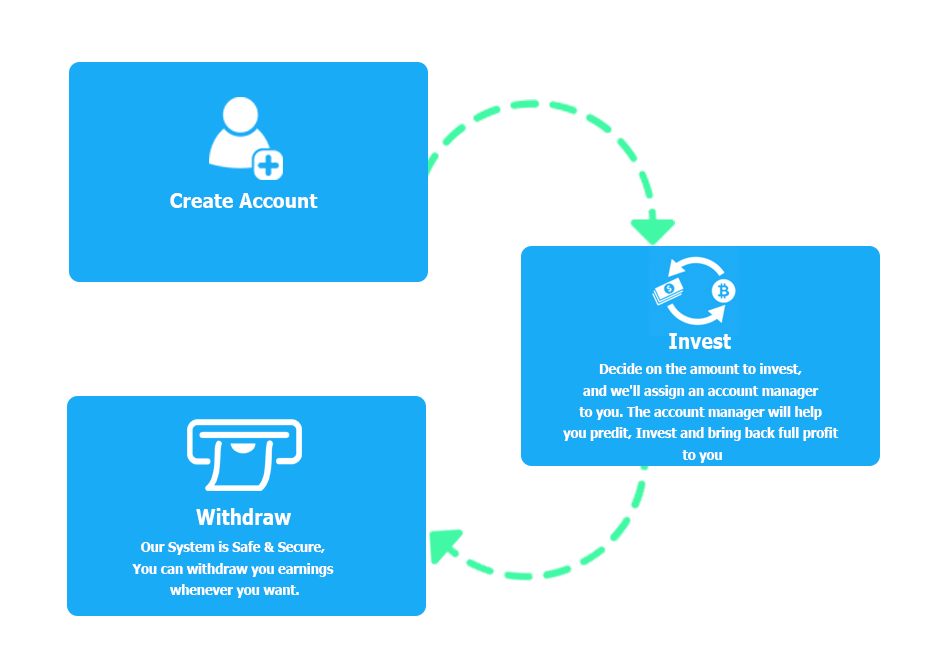 Create Account
Invest
Decide on the amount to invest,
and we'll assign an account manager
to you. The account manager will help
you predit, Invest and bring back full profit
to you
Withdraw
Our System is Safe & Secure,
You can withdraw you earnings
whenever you want.